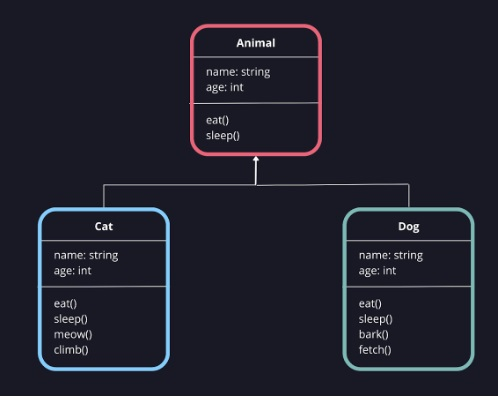 Animal
name: string
age: int
eat()
sleep()
Cat
name: string
age: int
eat()
sleep()
meow()
climb()
Dog
name: string
age: int
eat()
sleep()
bark()
fetch()